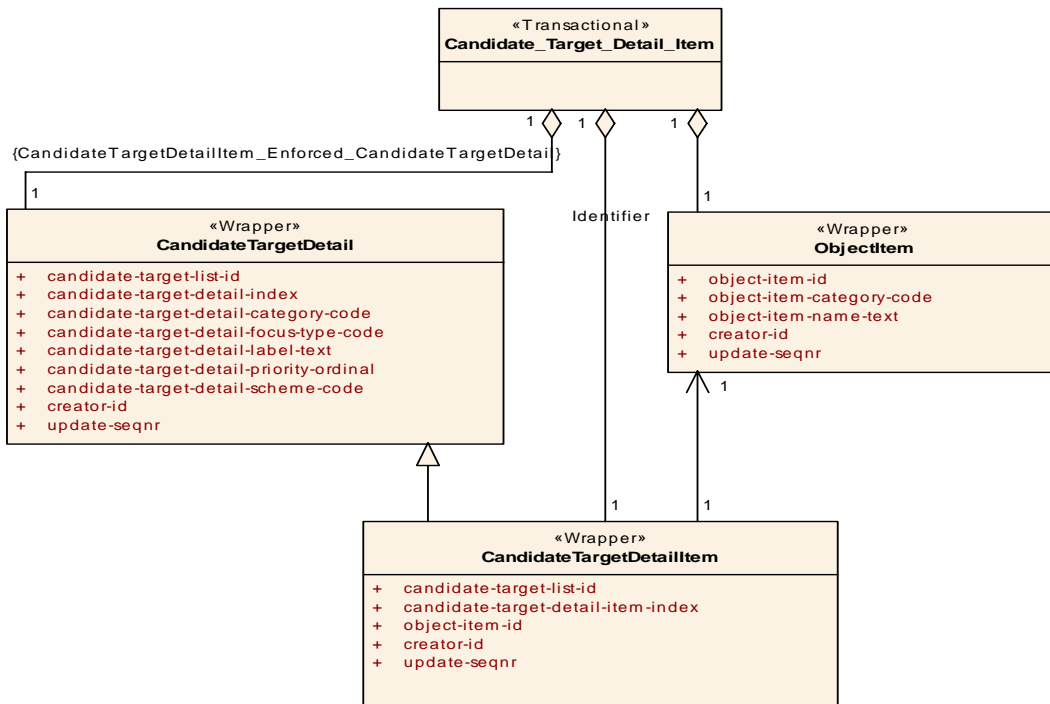 «Transactional»
Candidate_Target_Detail_Item
1
1
1
{CandidateTargetDetailItem_Enforced_CandidateTargetDetail}
1
1
Identifier
«Wrapper»
CandidateTargetDetail
+ candidate-target-list-id
+ candidate-target-detail-index
+ candidate-target-detail-category-code
+ candidate-target-detail-focus-type-code
+ candidate-target-detail-label-text
+ candidate-target-detail-priority-ordinal
+ candidate-target-detail-scheme-code
+ creator-id
+ update-seqnr
«Wrapper»
ObjectItem
+ object-item-id
+ object-item-category-code
+ object-item-name-text
+ creator-id
+ update-seqnr
1
1
1
«Wrapper»
CandidateTargetDetailItem
+ candidate-target-list-id
+ candidate-target-detail-item-index
+ object-item-id
+ creator-id
+ update-seqnr